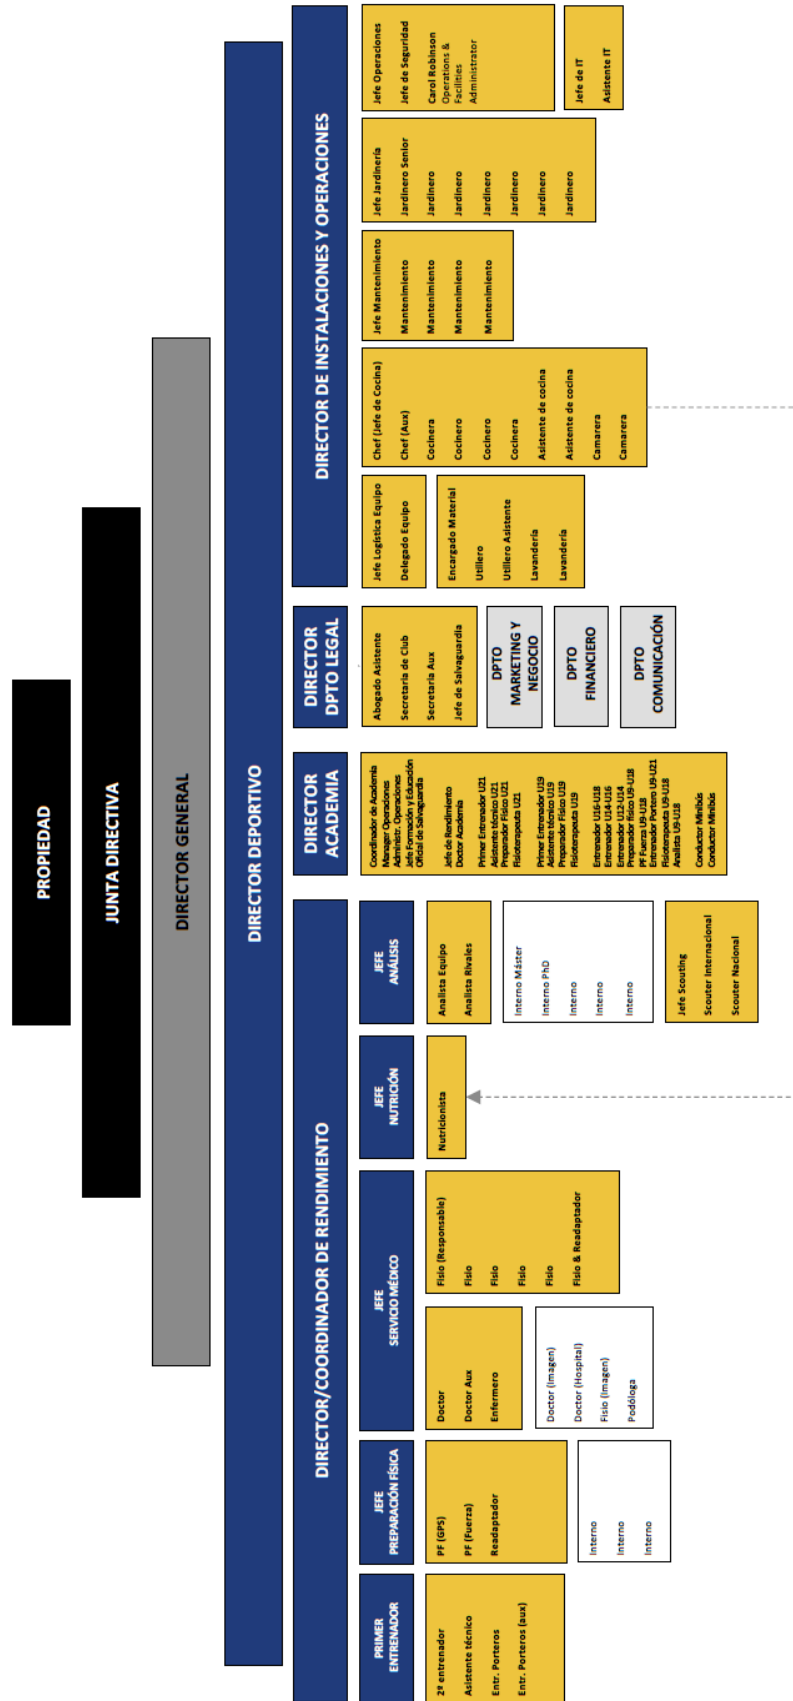 PROPIEDAD
JUNTA DIRECTIVA
DIRECTOR GENERAL
DIRECTOR DEPORTIVO
DIRECTOR/COORDINADOR DE RENDIMIENTO
DIRECTOR
ACADEMIA
DIRECTOR
DPTO LEGAL
DIRECTOR DE INSTALACIONES Y OPERACIONES
PRIMER
ENTRENADOR
2º entrenador
Asistente técnico
Entr. Porteros
Entr. Porteros (aux)
JEFE
PREPARACIÓN FÍSICA
PF (GPS)
PF (Fuerza)
Readaptador
Interno
Interno
Interno
JEFE
SERVICIO MÉDICO
Doctor
Doctor Aux
Enfermero
Doctor (Imagen)
Doctor (Hospital)
Fisio (Imagen)
Podóloga
Fisio (Responsable)
Fisio
Fisio
Fisio
Fisio
Fisio & Readaptador
JEFE
NUTRICIÓN
Nutricionista
JEFE
ANÁLISIS
Analista Equipo
Analista Rivales
Interno Máster
Interno PhD
Interno
Interno
Interno
Jefe Scouting
Scouter Internacional
Scouter Nacional
Coordinador de Academia
Manager Operaciones
Administr. Operaciones
Jefe Formación y Educación
Oficial de Salvaguardia
Jefe de Rendimiento
Doctor Academia
Primer Entrenador U21
Asistente técnico U21
Preparador Físico U21
Fisioterapeuta U21
Primer Entrenador U19
Asistente técnico U19
Preparador Físico U19
Fisioterapeuta U19
Entrenador U16-U18
Entrenador U14-U16
Entrenador U12-U14
Preparador físico U9-U18
PF Fuerza U9-U18
Entrenador Portero U9-U21
Fisioterapeuta U9-U18
Analista U9-U18
Conductor Minibús
Conductor Minibús
Abogado Asistente
Secretaria de Club
Secretaria Aux
Jefe de Salvaguardia
DPTO
MARKETING Y
NEGOCIO
DPTO
FINANCIERO
DPTO
COMUNICACIÓN
Jefe Logística Equipo
Delegado Equipo
Encargado Material
Utillero
Utillero Asistente
Lavandería
Lavandería
Chef (Jefe de Cocina)
Chef (Aux)
Cocinera
Cocinero
Cocinero
Cocinera
Asistente de cocina
Asistente de cocina
Camarera
Camarera
Jefe Mantenimiento
Mantenimiento
Mantenimiento
Mantenimiento
Mantenimiento
Jefe Jardinería
Jardinero Senior
Jardinero
Jardinero
Jardinero
Jardinero
Jardinero
Jardinero
Jefe Operaciones
Jefe de Seguridad
Carol Robinson
Operations &
Facilities
Administrator
Jefe de IT
Asistente IT